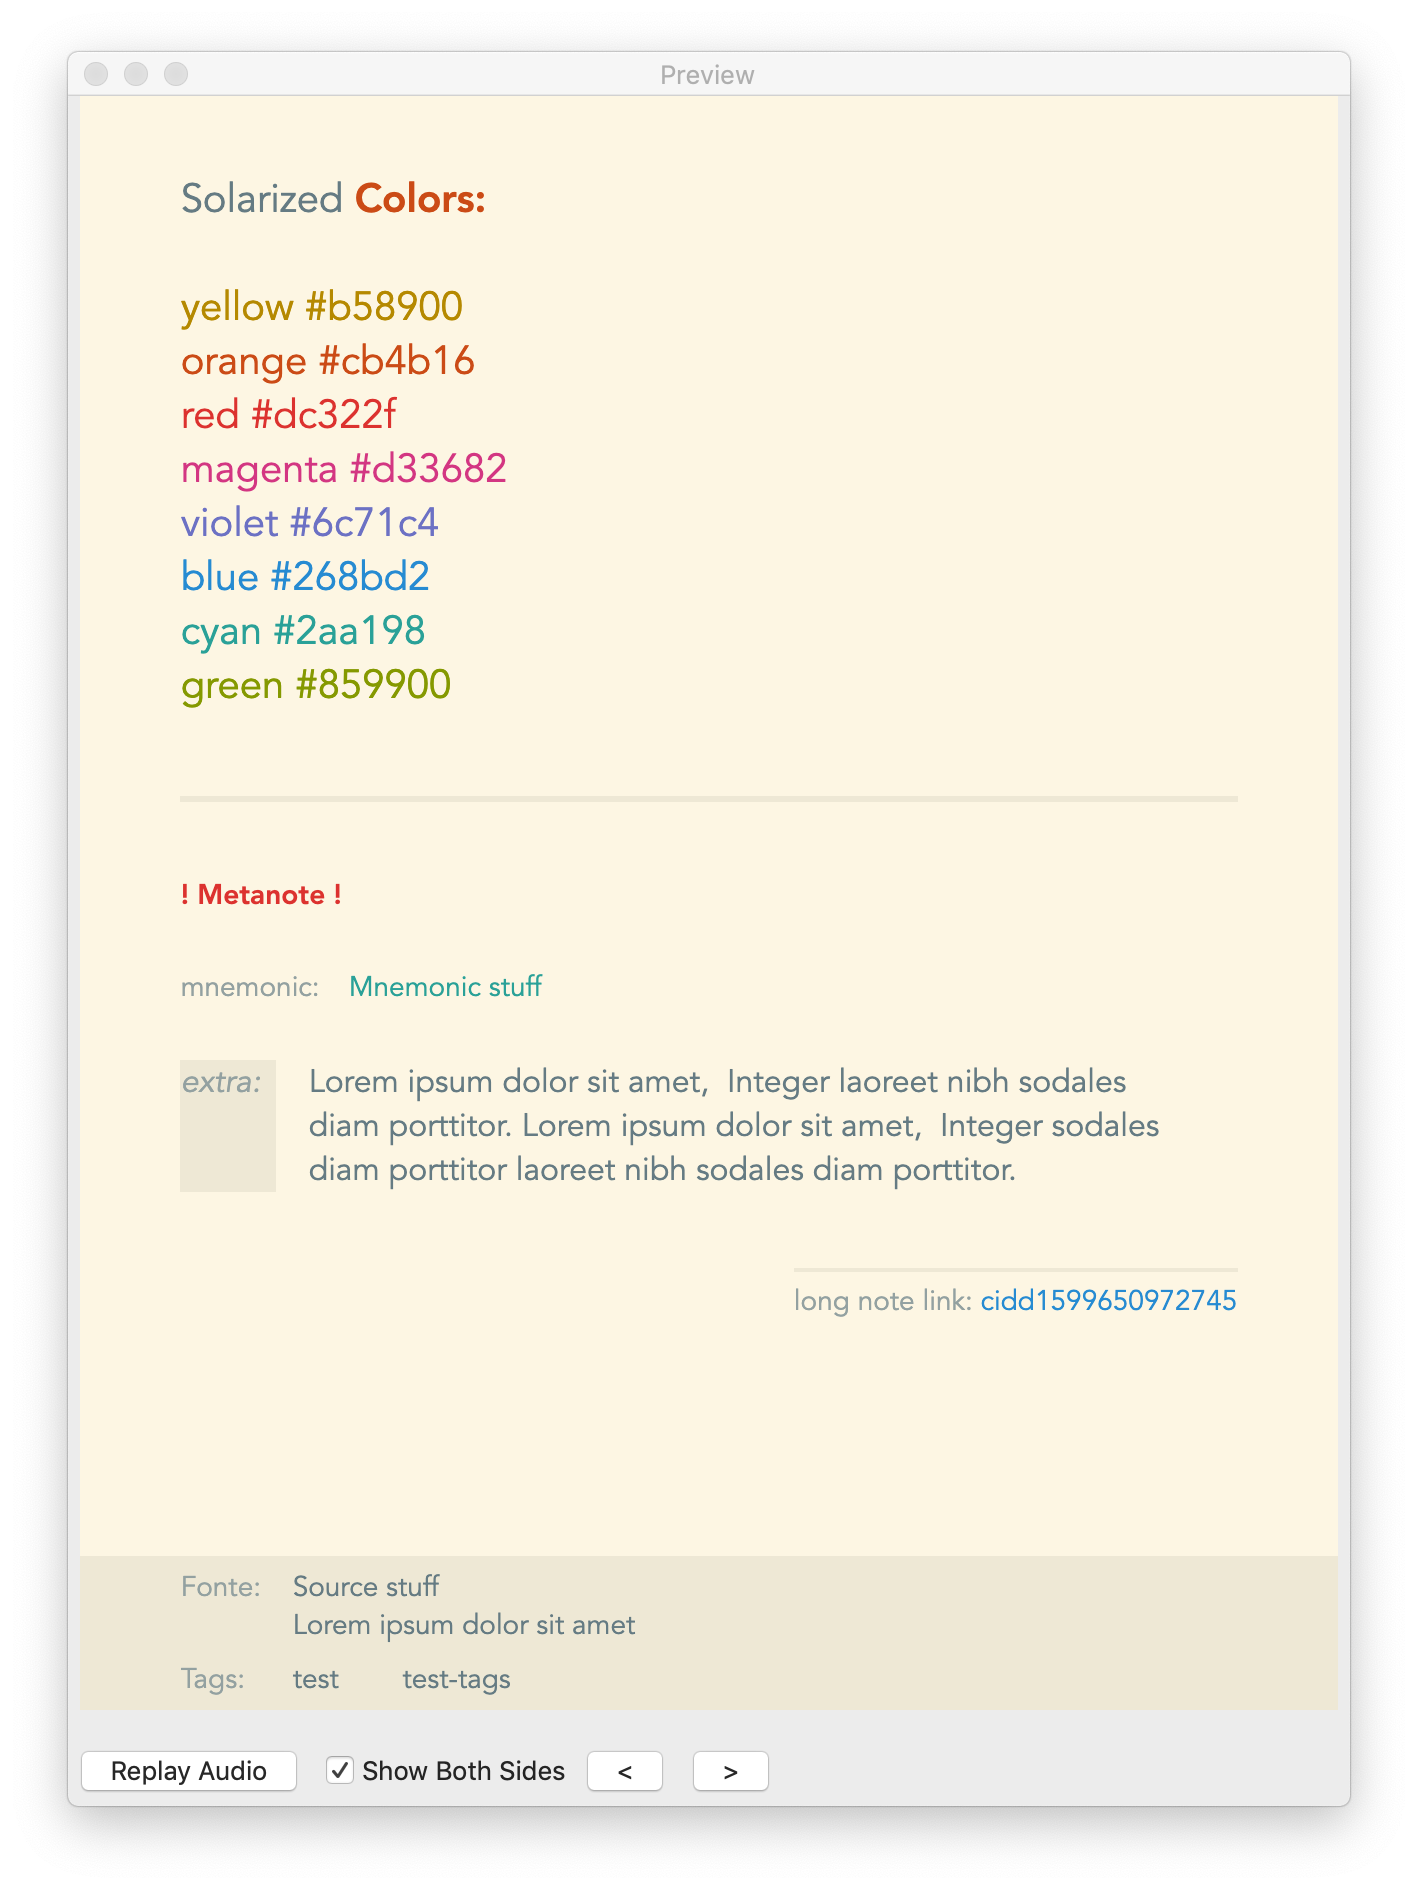 Preview
Solarized Colors:
yellow #b58900
orange #cb4b16
red #dc322f
magenta #d33682
violet #6c71c4
blue #268bd2
cyan #2aa198
green #859900
! Metanote !
mnemonic: Mnemonic stuff
extra: Lorem ipsum dolor sit amet, Integer laoreet nibh sodales
diam porttitor. Lorem ipsum dolor sit amet, Integer sodales
diam porttitor laoreet nibh sodales diam porttitor.
long note link: cidd1599650972745
Fonte: Source stuff
Lorem ipsum dolor sit amet
Tags: test test-tags
Replay Audio Show Both Sides < >